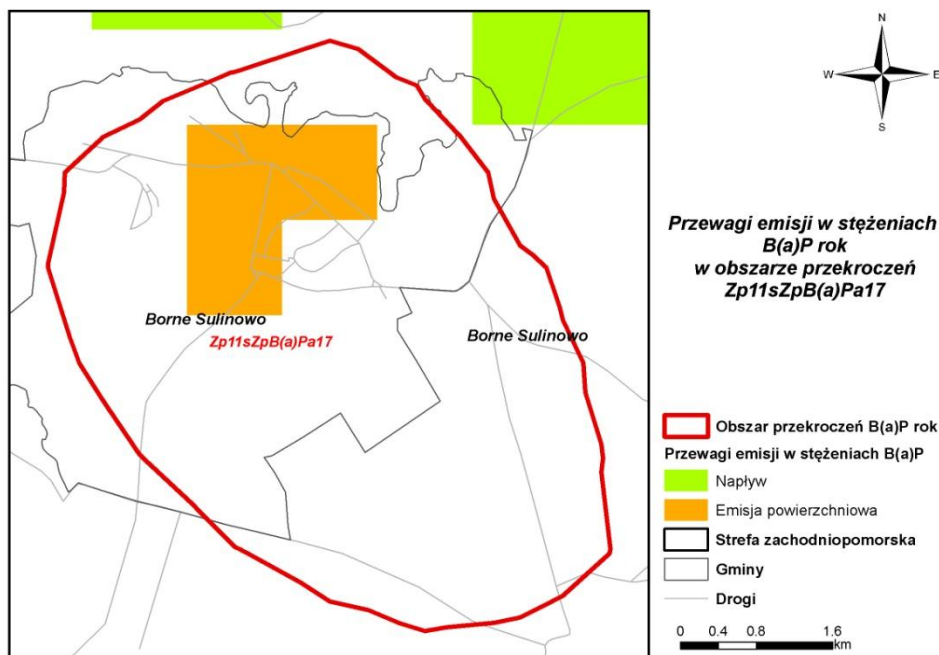 N
W E
S
Przewagi emisji w stężeniach
B(a)P rok
w obszarze przekroczeń
Zp11sZpB(a)Pa17
Borne Sulinowo
Zp11sZpB(a)Pa17
Borne Sulinowo
Obszar przekroczeń B(a)P rok
Przewagi emisji w stężeniach B(a)P
Napływ
Emisja powierzchniowa
Strefa zachodniopomorska
Gminy
Drogi
0 0.4 0.8 1.6
km